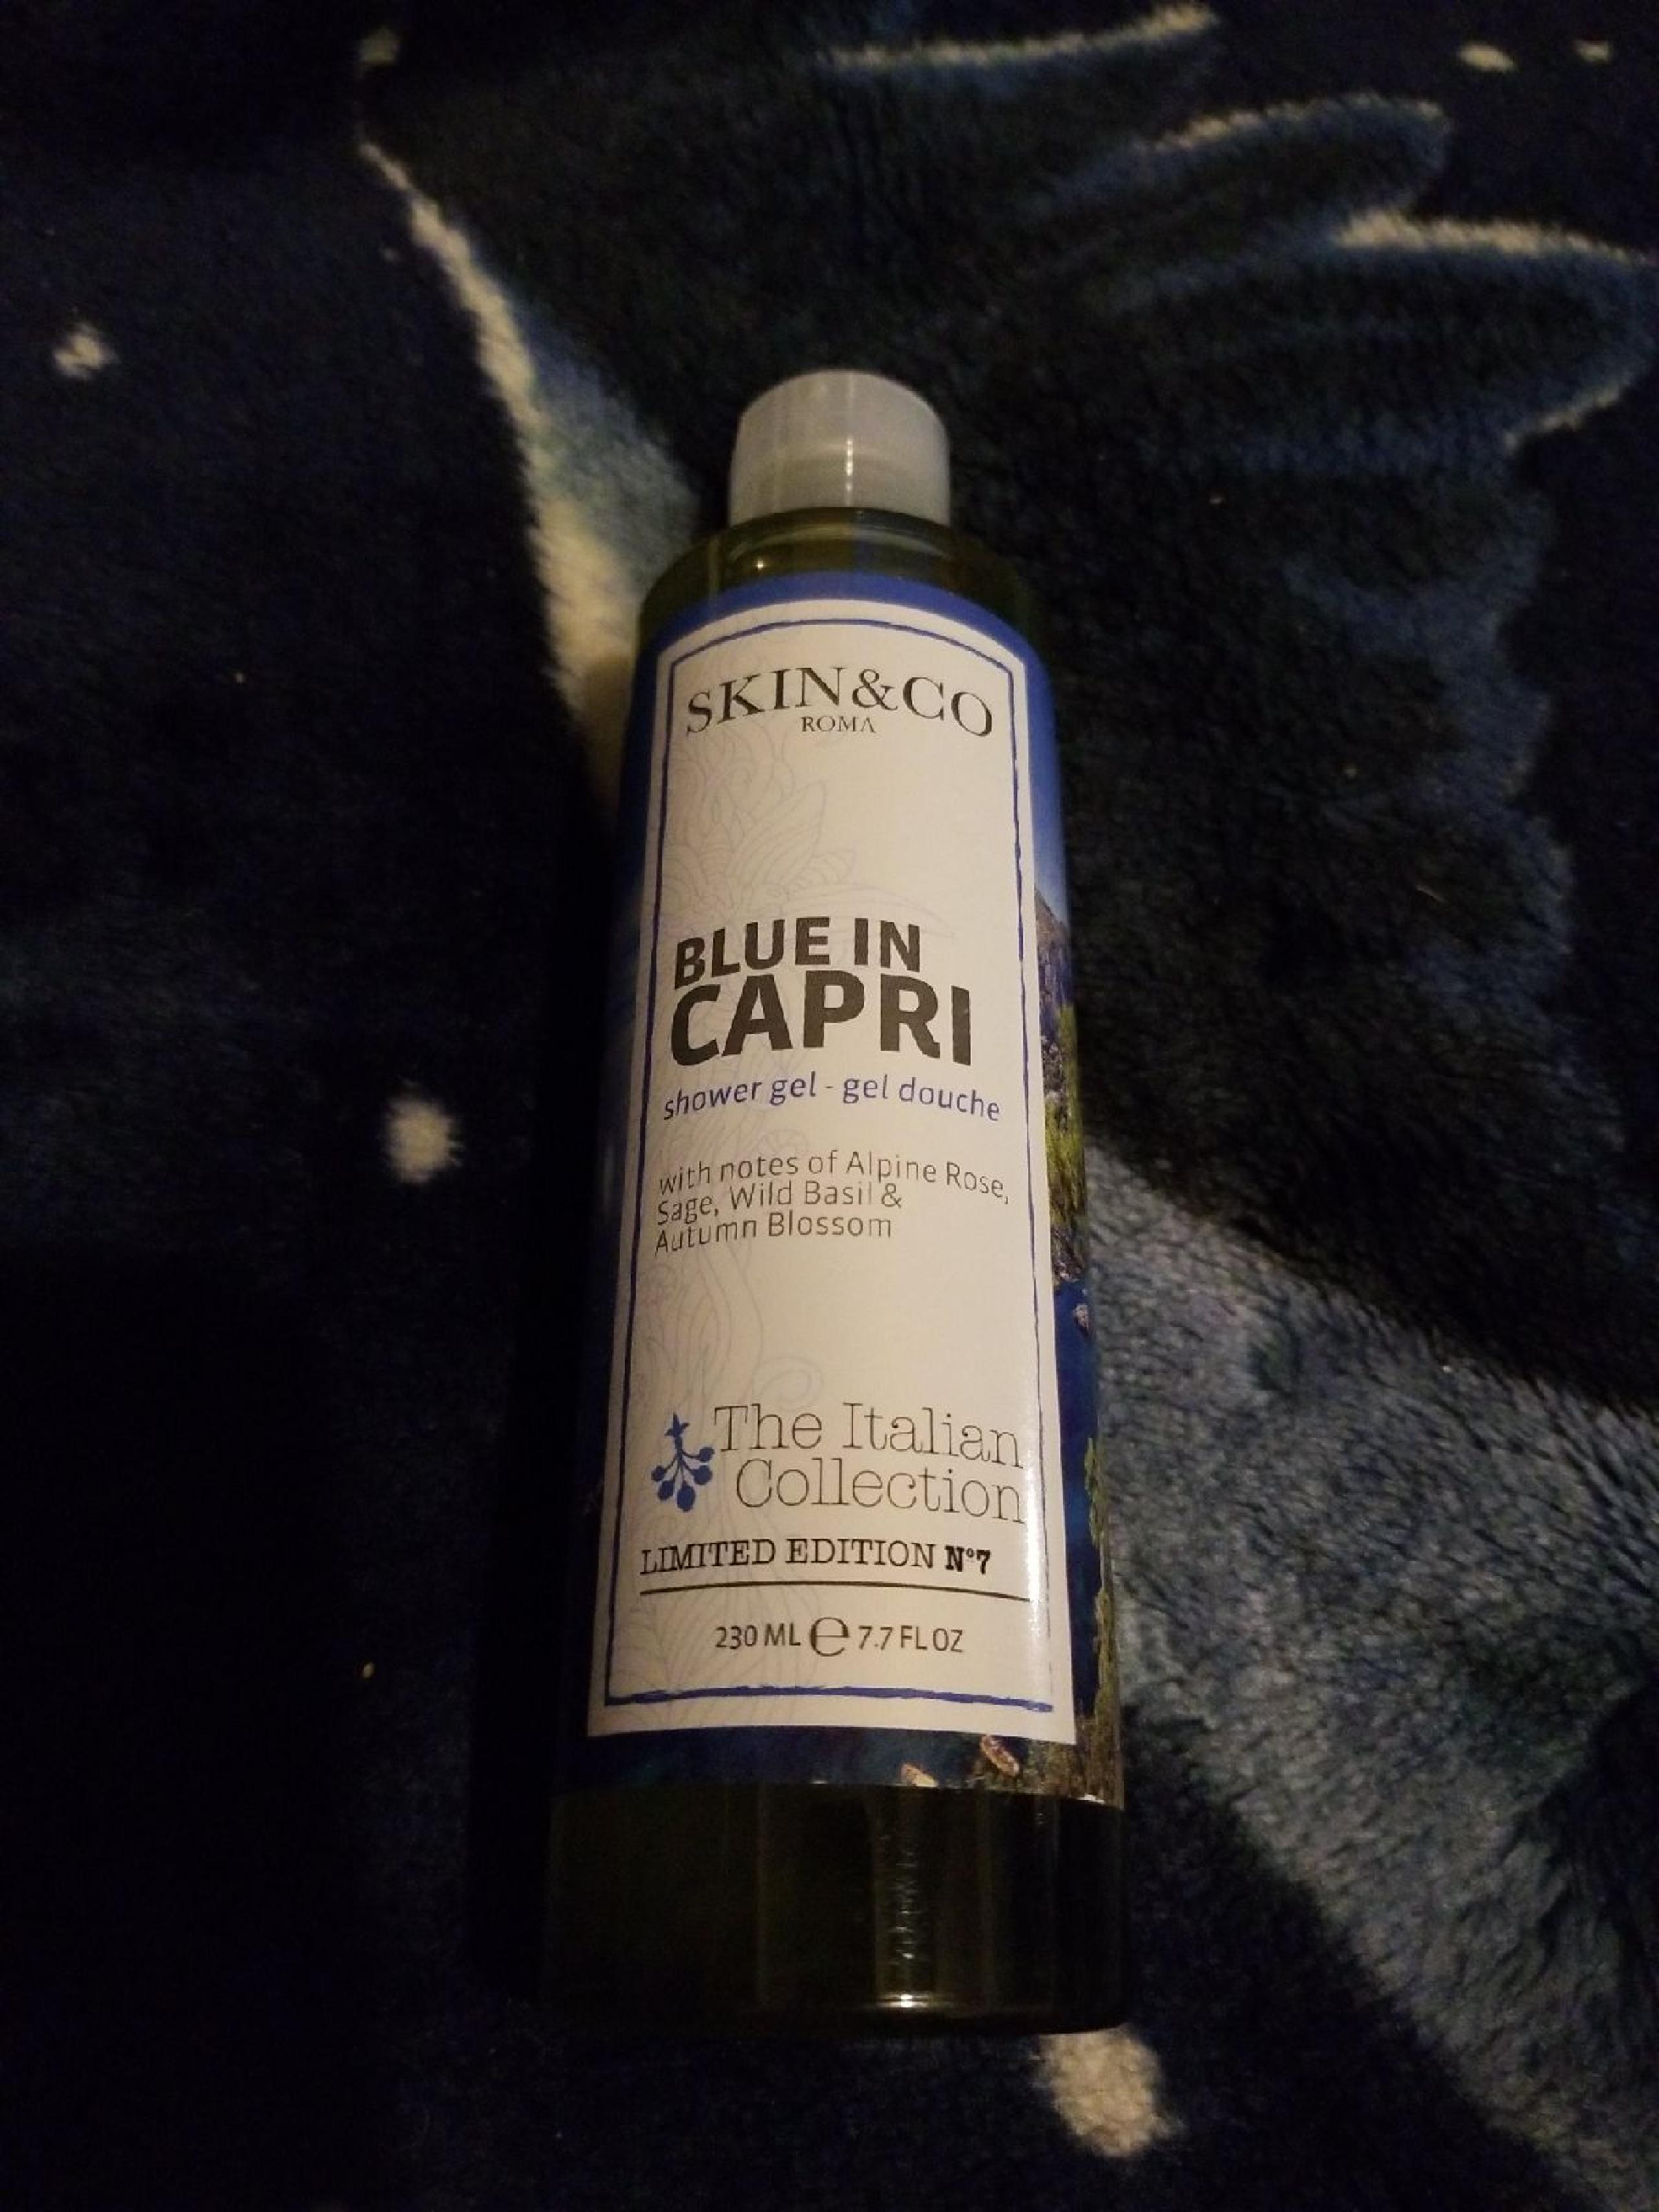 SKIN&CO
ROMA
BLUE IN
CAPRI
shower gel - gel douche
with notes of Alpine Rose,
Sage, Wild Basil &
Autumn Blossom
The Italian
Collection
LIMITED EDITION Nº7
230 ML ℮ 7.7 FL OZ